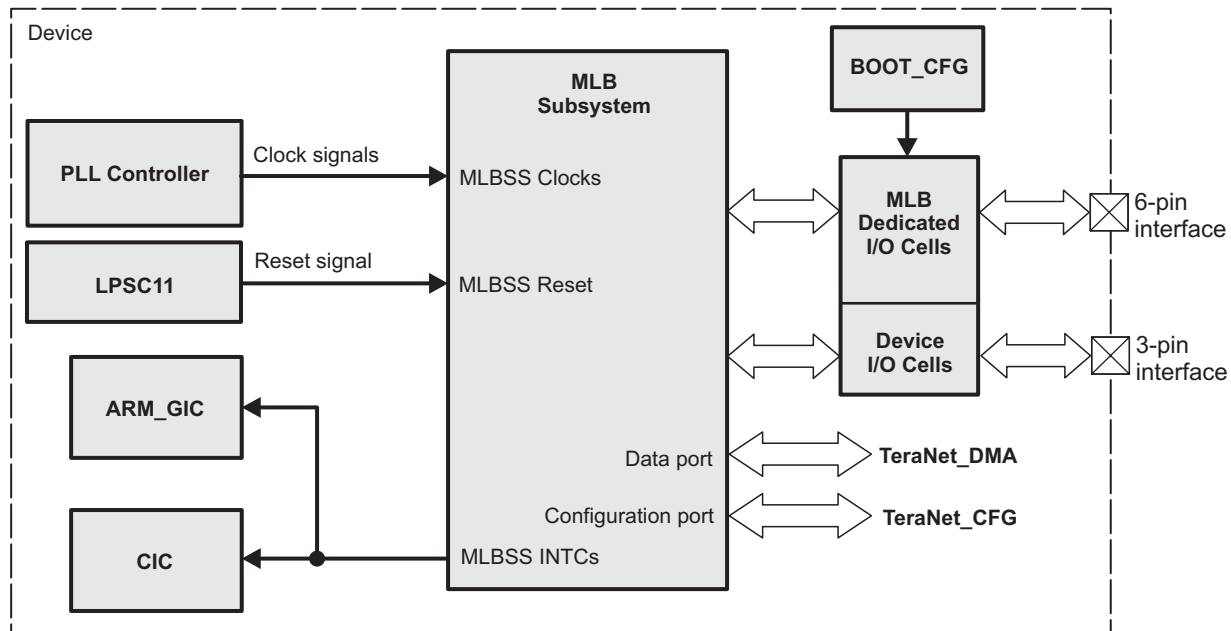 Device
MLB
Subsystem
BOOT_CFG
PLL Controller
Clock signals
MLBSS Clocks
MLB
Dedicated
I/O Cells
6-pin
interface
LPSC11
Reset signal
MLBSS Reset
Device
I/O Cells
3-pin
interface
ARM_GIC
Data port
TeraNet_DMA
Configuration port
TeraNet_CFG
CIC
MLBSS INTCs